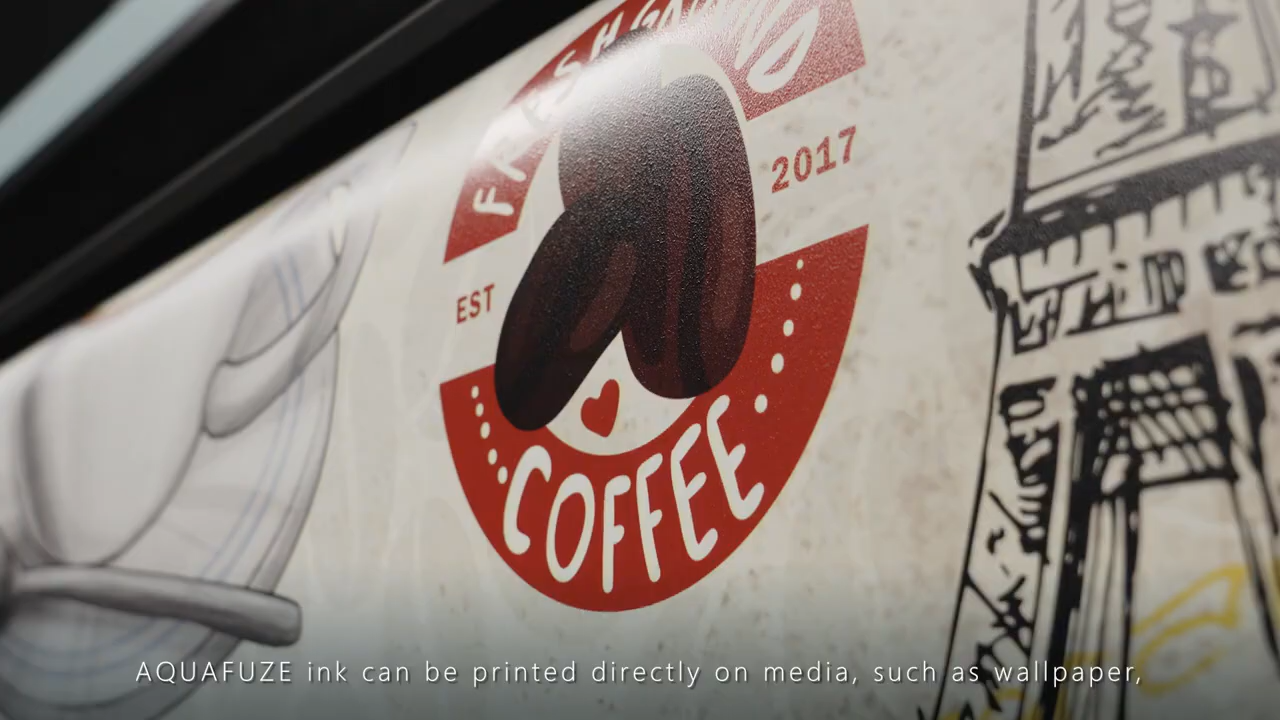 FRESH
2017
EST
COFFEE
AQUAFUZE ink can be printed directly on media, such as wallpaper,